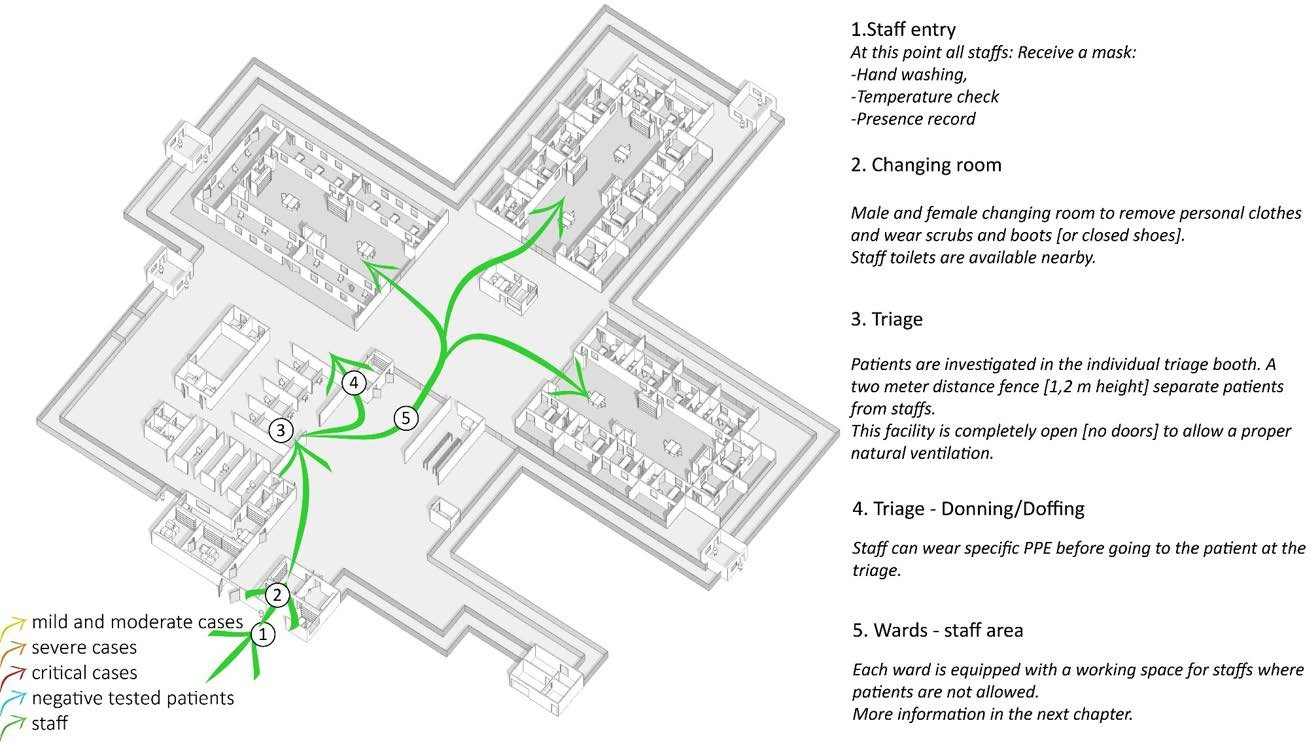 1.Staff entry
At this point all staffs: Receive a mask:
-Hand washing,
-Temperature check
-Presence record
2. Changing room
Male and female changing room to remove personal clothes
and wear scrubs and boots [or closed shoes].
Staff toilets are available nearby.
3. Triage
Patients are investigated in the individual triage booth. A
two meter distance fence [1,2 m height] separate patients
from staffs.
This facility is completely open [no doors] to allow a proper
natural ventilation.
4. Triage - Donning/Doffing
Staff can wear specific PPE before going to the patient at the
triage.
5. Wards - staff area
Each ward is equipped with a working space for staffs where
patients are not allowed.
More information in the next chapter.
4
5
3
2
1
mild and moderate cases
severe cases
critical cases
negative tested patients
staff